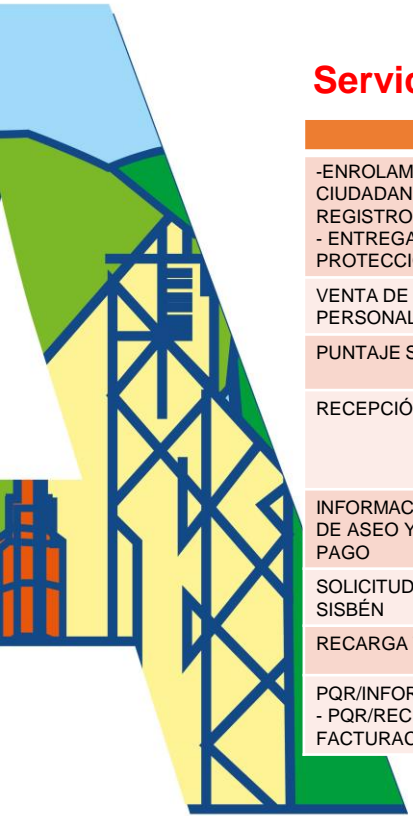 Servic
-ENROLAM
CIUDADAN
REGISTRO
- ENTREGA
PROTECCI
VENTA DE
PERSONAL
PUNTAJE S
RECEPCIÓ
INFORMAC
DE ASEO Y
PAGO
SOLICITUD
SISBÉN
RECARGA
PQR/INFOR
- PQR/REC
FACTURAC